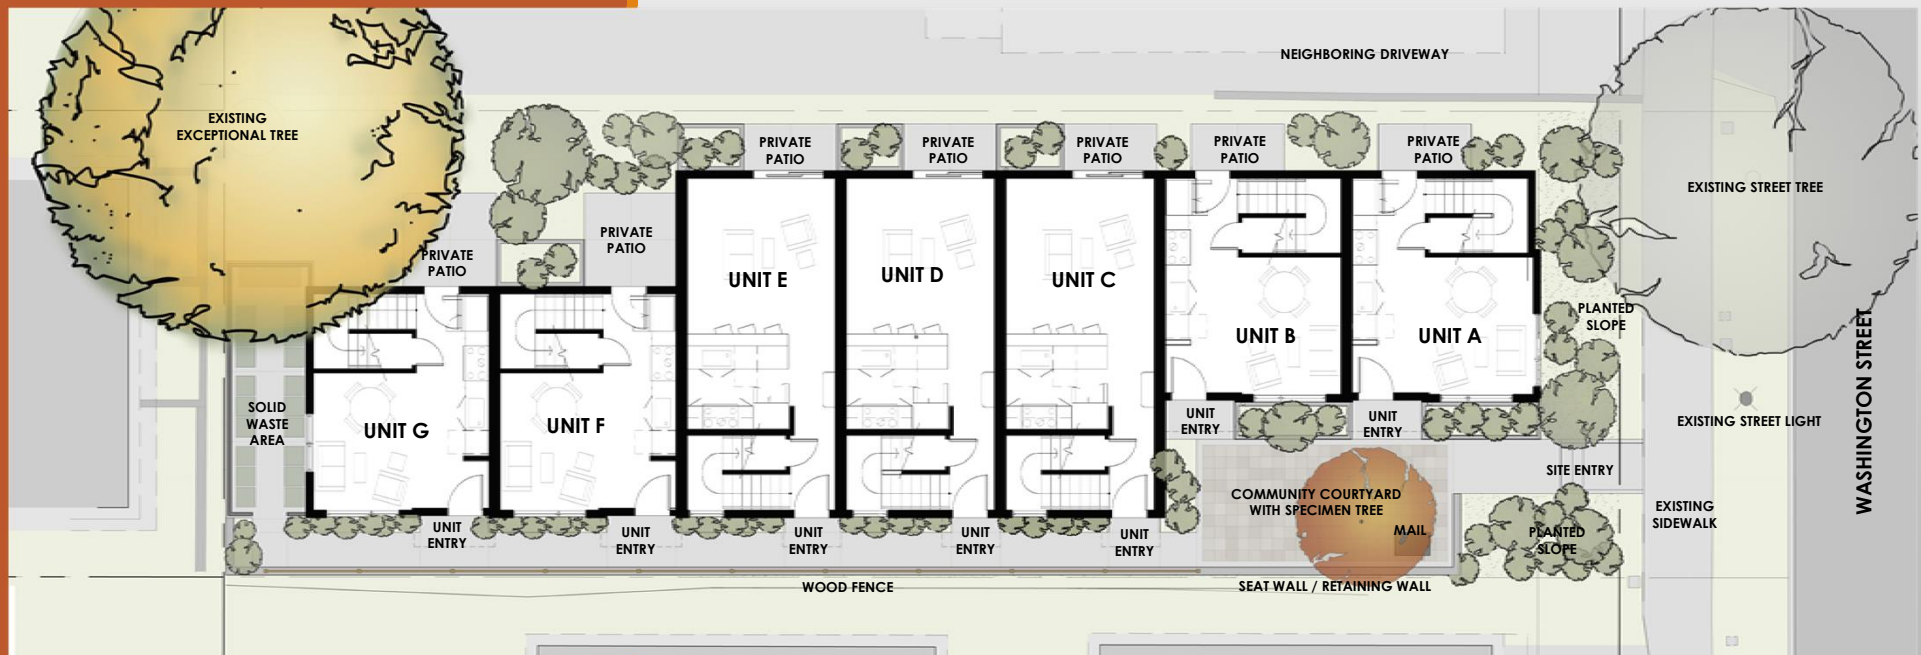 NEIGHBORING DRIVEWAY
EXISTING
EXCEPTIONAL TREE
PRIVATE
PATIO
PRIVATE
PATIO
PRIVATE
PATIO
PRIVATE
PATIO
PRIVATE
PATIO
EXISTING STREET TREE
PRIVATE
PATIO
PRIVATE
PATIO
UNIT E
UNIT D
UNIT C
UNIT B
UNIT A
PLANTED
SLOPE
WASHINGTON STREET
SOLID
WASTE
AREA
UNIT G
UNIT F
UNIT
ENTRY
UNIT
ENTRY
EXISTING STREET LIGHT
SITE ENTRY
COMMUNITY COURTYARD
WITH SPECIMEN TREE
MAIL
EXISTING
SIDEWALK
UNIT
ENTRY
UNIT
ENTRY
UNIT
ENTRY
UNIT
ENTRY
UNIT
ENTRY
PLANTED
SLOPE
WOOD FENCE
SEAT WALL / RETAINING WALL